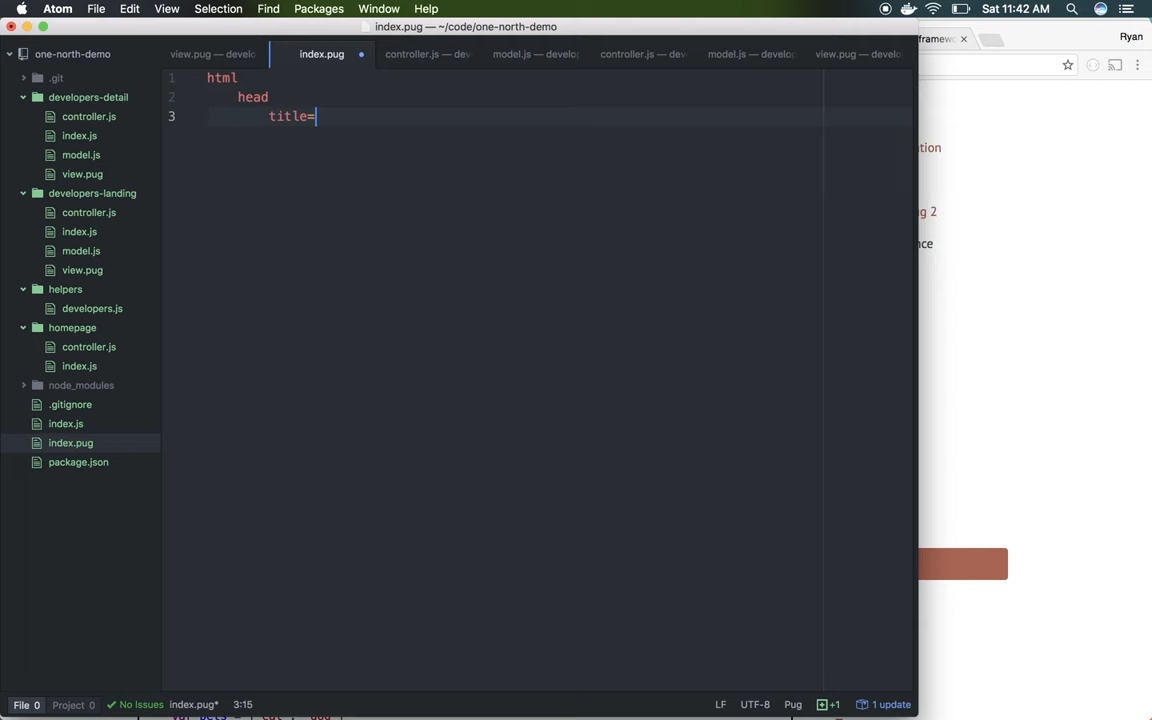 Atom File Edit View Selection Find Packages Window Help Sat 11:42 AM
index.pug — ~/code/one-north-demo
Ryan
one-north-demo
view.pug — develo
index.pug
controller.js — dev
model.js — develop
controller.js — dev
model.js — develop
view.pug — develo
framew
.git
developers-detail
controller.js
index.js
model.js
view.pug
developers-landing
controller.js
index.js
model.js
view.pug
helpers
developers.js
homepage
controller.js
index.js
node_modules
.gitignore
index.js
index.pug
package.json
1 html
2 head
3 title=
tion
g 2
nce
File 0 Project 0 No Issues index.pug* 3:15 LF UTF-8 Pug +1 1 update